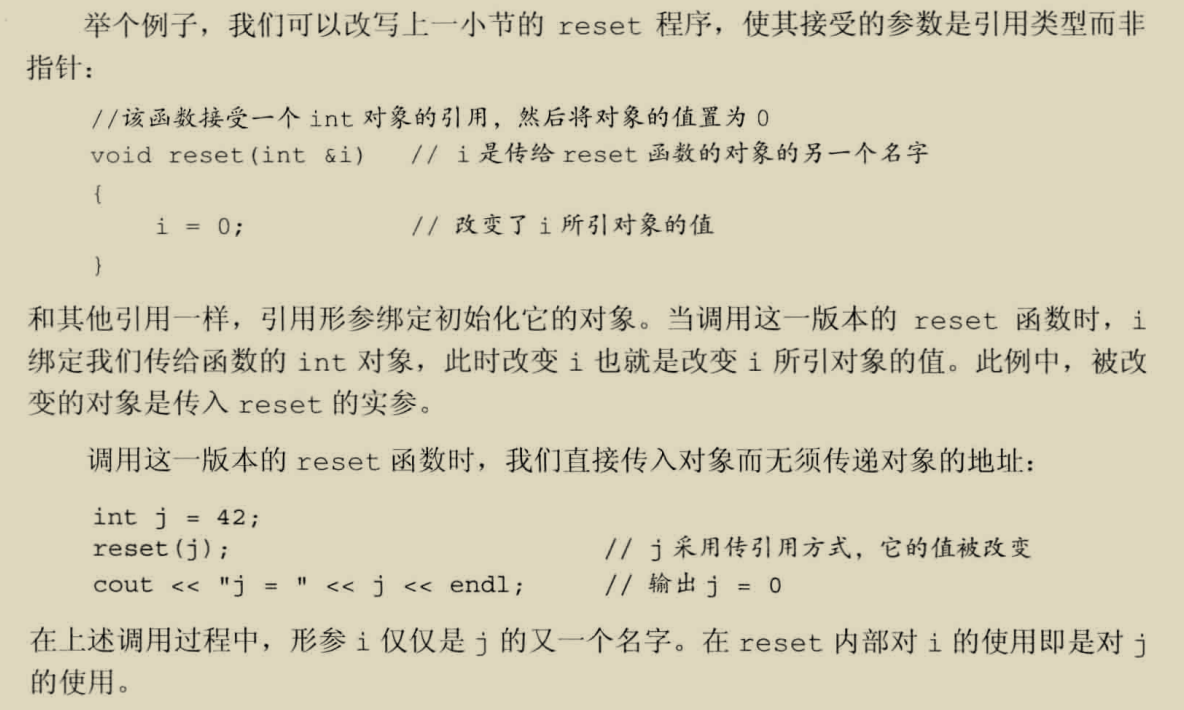 举个例子，我们可以改写上一小节的 reset 程序，使其接受的参数是引用类型而非
指针：
//该函数接受一个 int 对象的引用，然后将对象的值置为 0
void reset(int &i)   // i 是传给 reset 函数的对象的另一个名字
{
    i = 0;           // 改变了 i 所引对象的值
}
和其他引用一样，引用形参绑定初始化它的对象。当调用这一版本的 reset 函数时，i
绑定我们传给函数的 int 对象，此时改变 i 也就是改变 i 所引对象的值。此例中，被改
变的对象是传入 reset 的实参。
调用这一版本的 reset 函数时，我们直接传入对象而无须传递对象的地址：
int j = 42;
reset(j);                        // j 采用传引用方式，它的值被改变
cout << "j = " << j << endl;     // 输出 j = 0
在上述调用过程中，形参 i 仅仅是 j 的又一个名字。在 reset 内部对 i 的使用即是对 j
的使用。